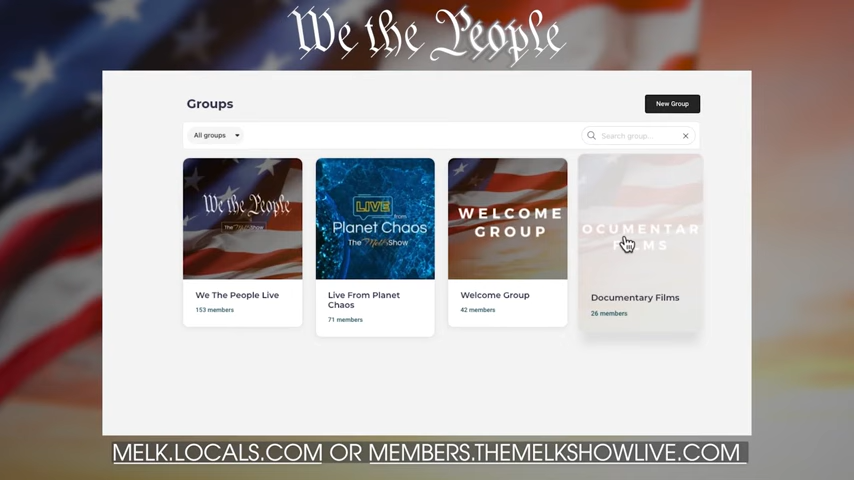 We the People
Groups
New Group
All groups
Search group...
We the People
The Melk Show
LIVE
from
Planet Chaos
The Melk Show
WELCOME
GROUP
OCUMENTAR
MS
We The People Live
153 members
Live From Planet
Chaos
71 members
Welcome Group
42 members
Documentary Films
26 members
MELK.LOCALS.COM OR MEMBERS.THEMELKSHOWLIVE.COM